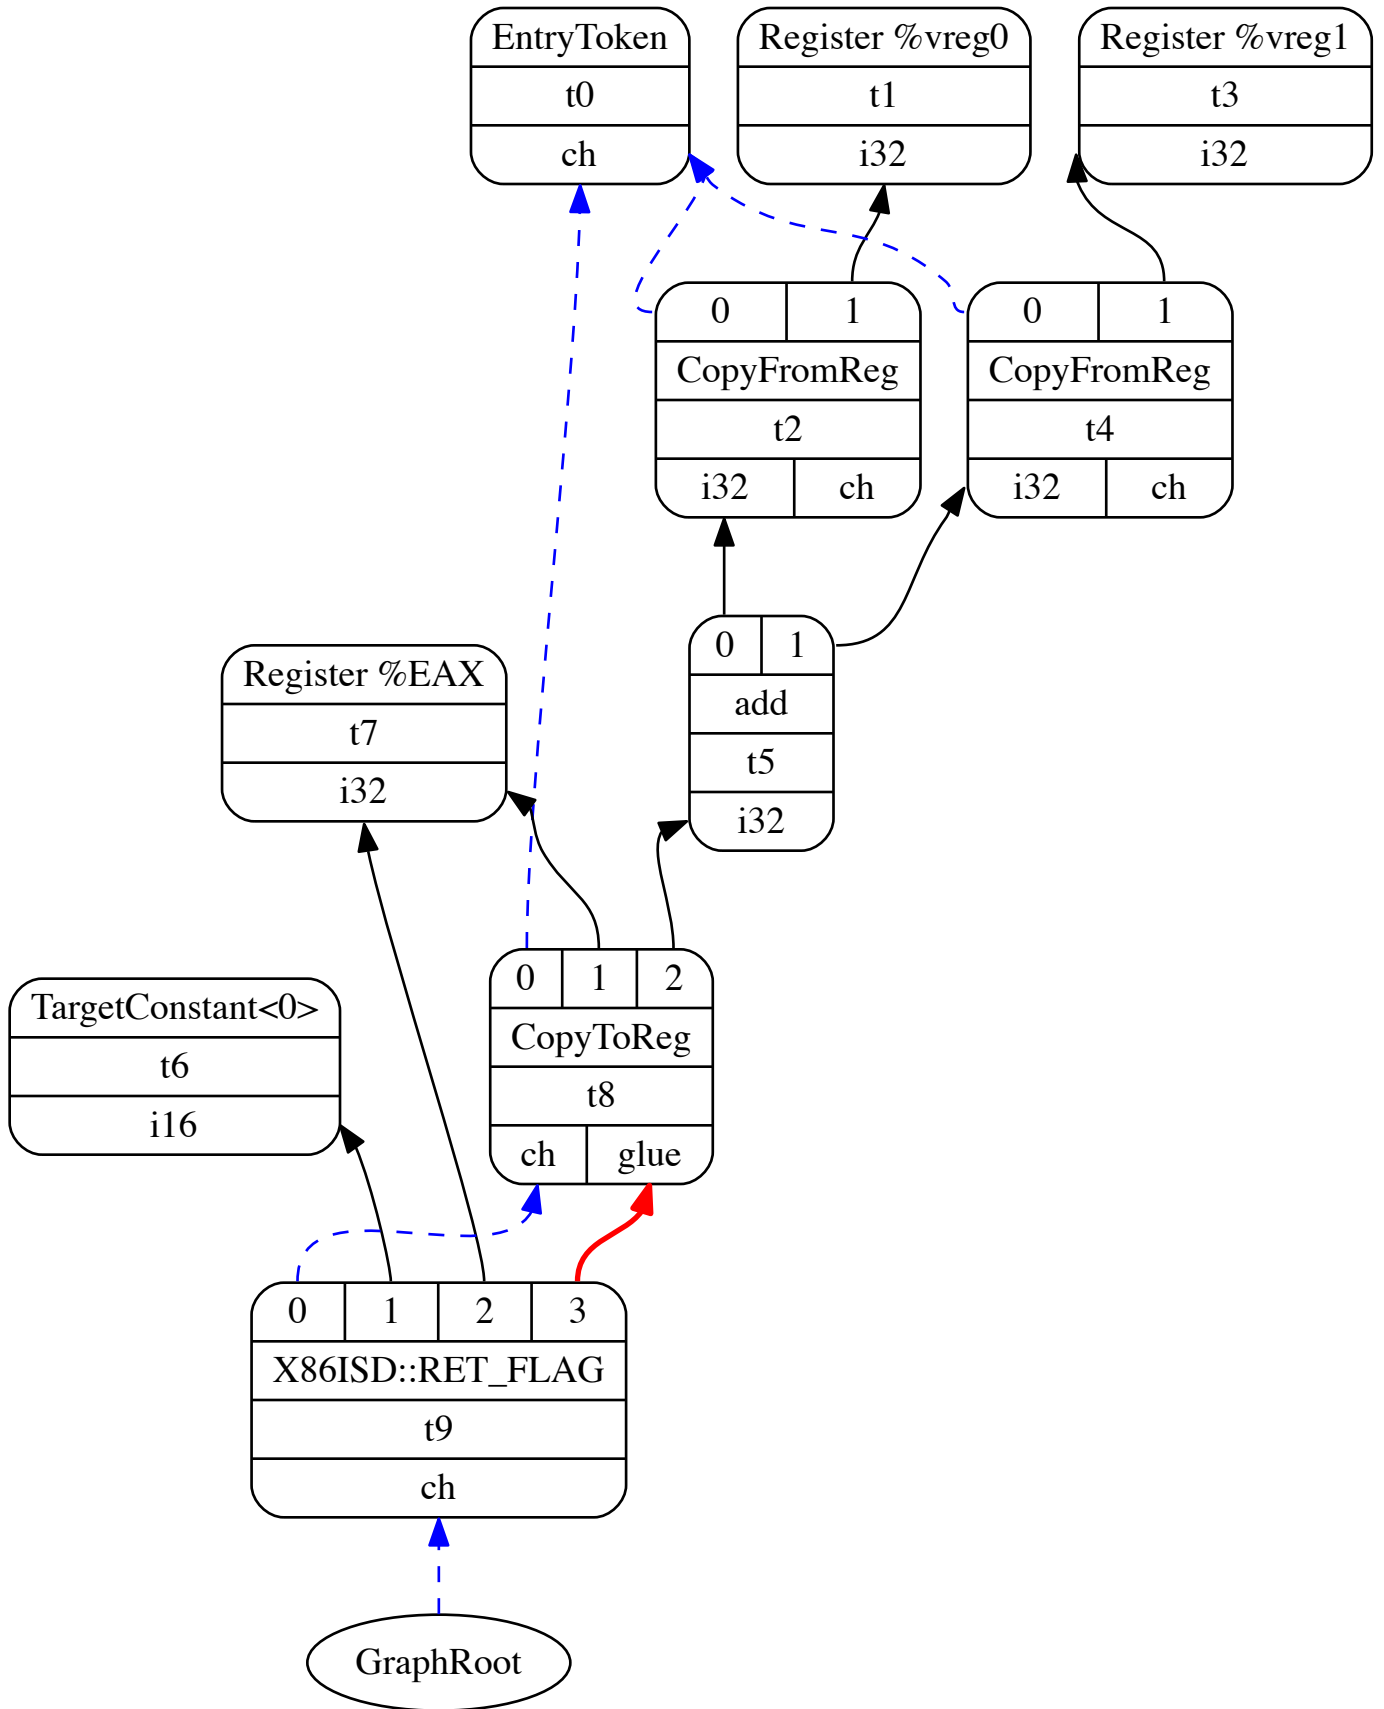 EntryToken
t0
ch
Register %vreg0
t1
i32
Register %vreg1
t3
i32
0 1
CopyFromReg
t2
i32 ch
0 1
CopyFromReg
t4
i32 ch
0 1
add
t5
i32
Register %EAX
t7
i32
0 1 2
CopyToReg
t8
ch glue
TargetConstant<0>
t6
i16
0 1 2 3
X86ISD::RET_FLAG
t9
ch
GraphRoot